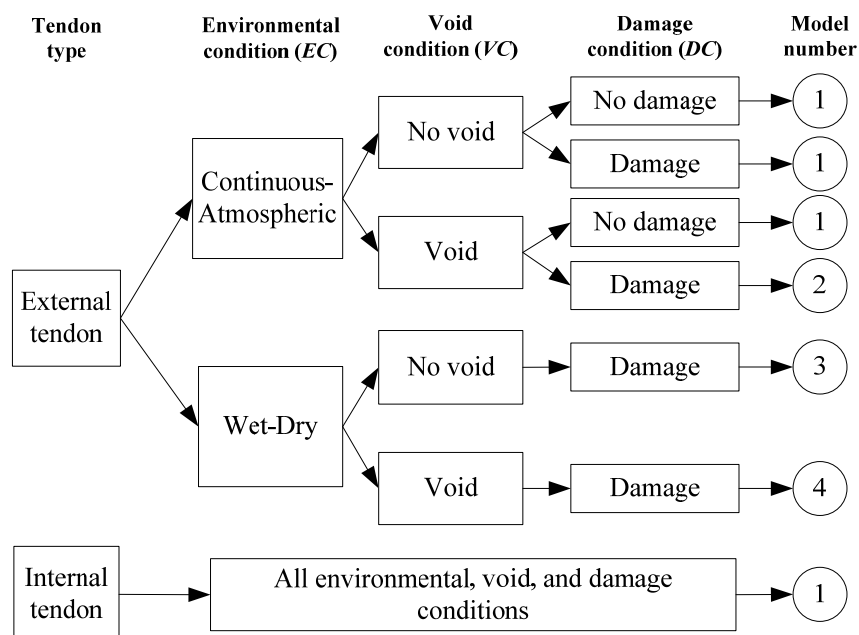 Tendon type
Environmental condition (EC)
Void condition (VC)
Damage condition (DC)
Model number
External tendon
Continuous-Atmospheric
No void
No damage
1
Damage
1
Void
No damage
1
Damage
2
Wet-Dry
No void
Damage
3
Void
Damage
4
Internal tendon
All environmental, void, and damage conditions
1